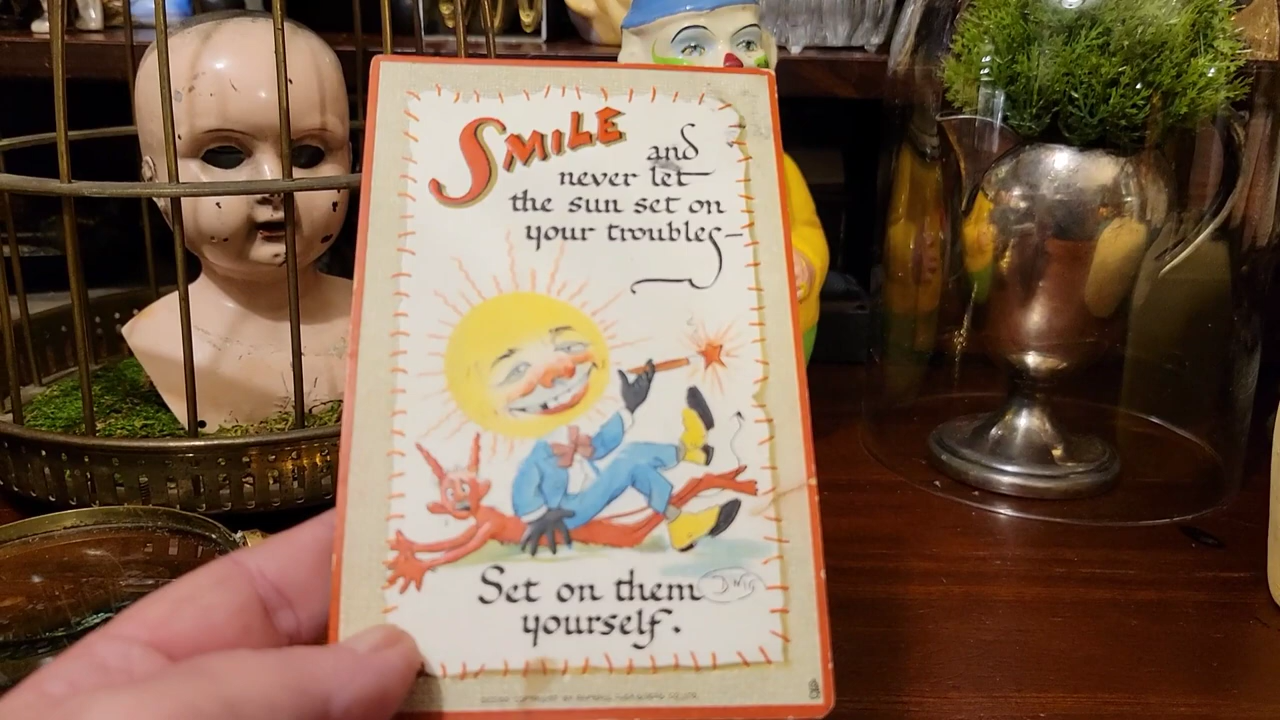 SMILE and
never let
the sun set on
your troubles—
Set on them
yourself.